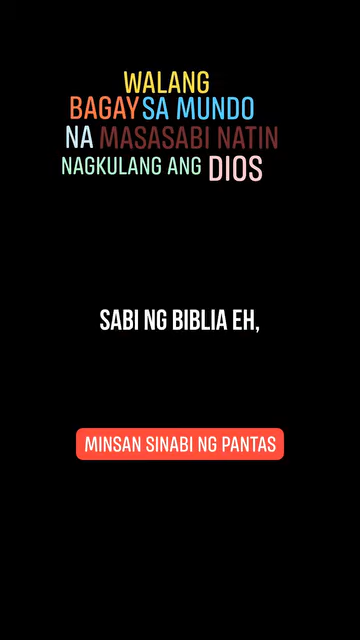 WALANG
BAGAY SA MUNDO
NA MASASABI NATIN
NAGKULANG ANG DIOS
SABI NG BIBLIA EH,
MINSAN SINABI NG PANTAS